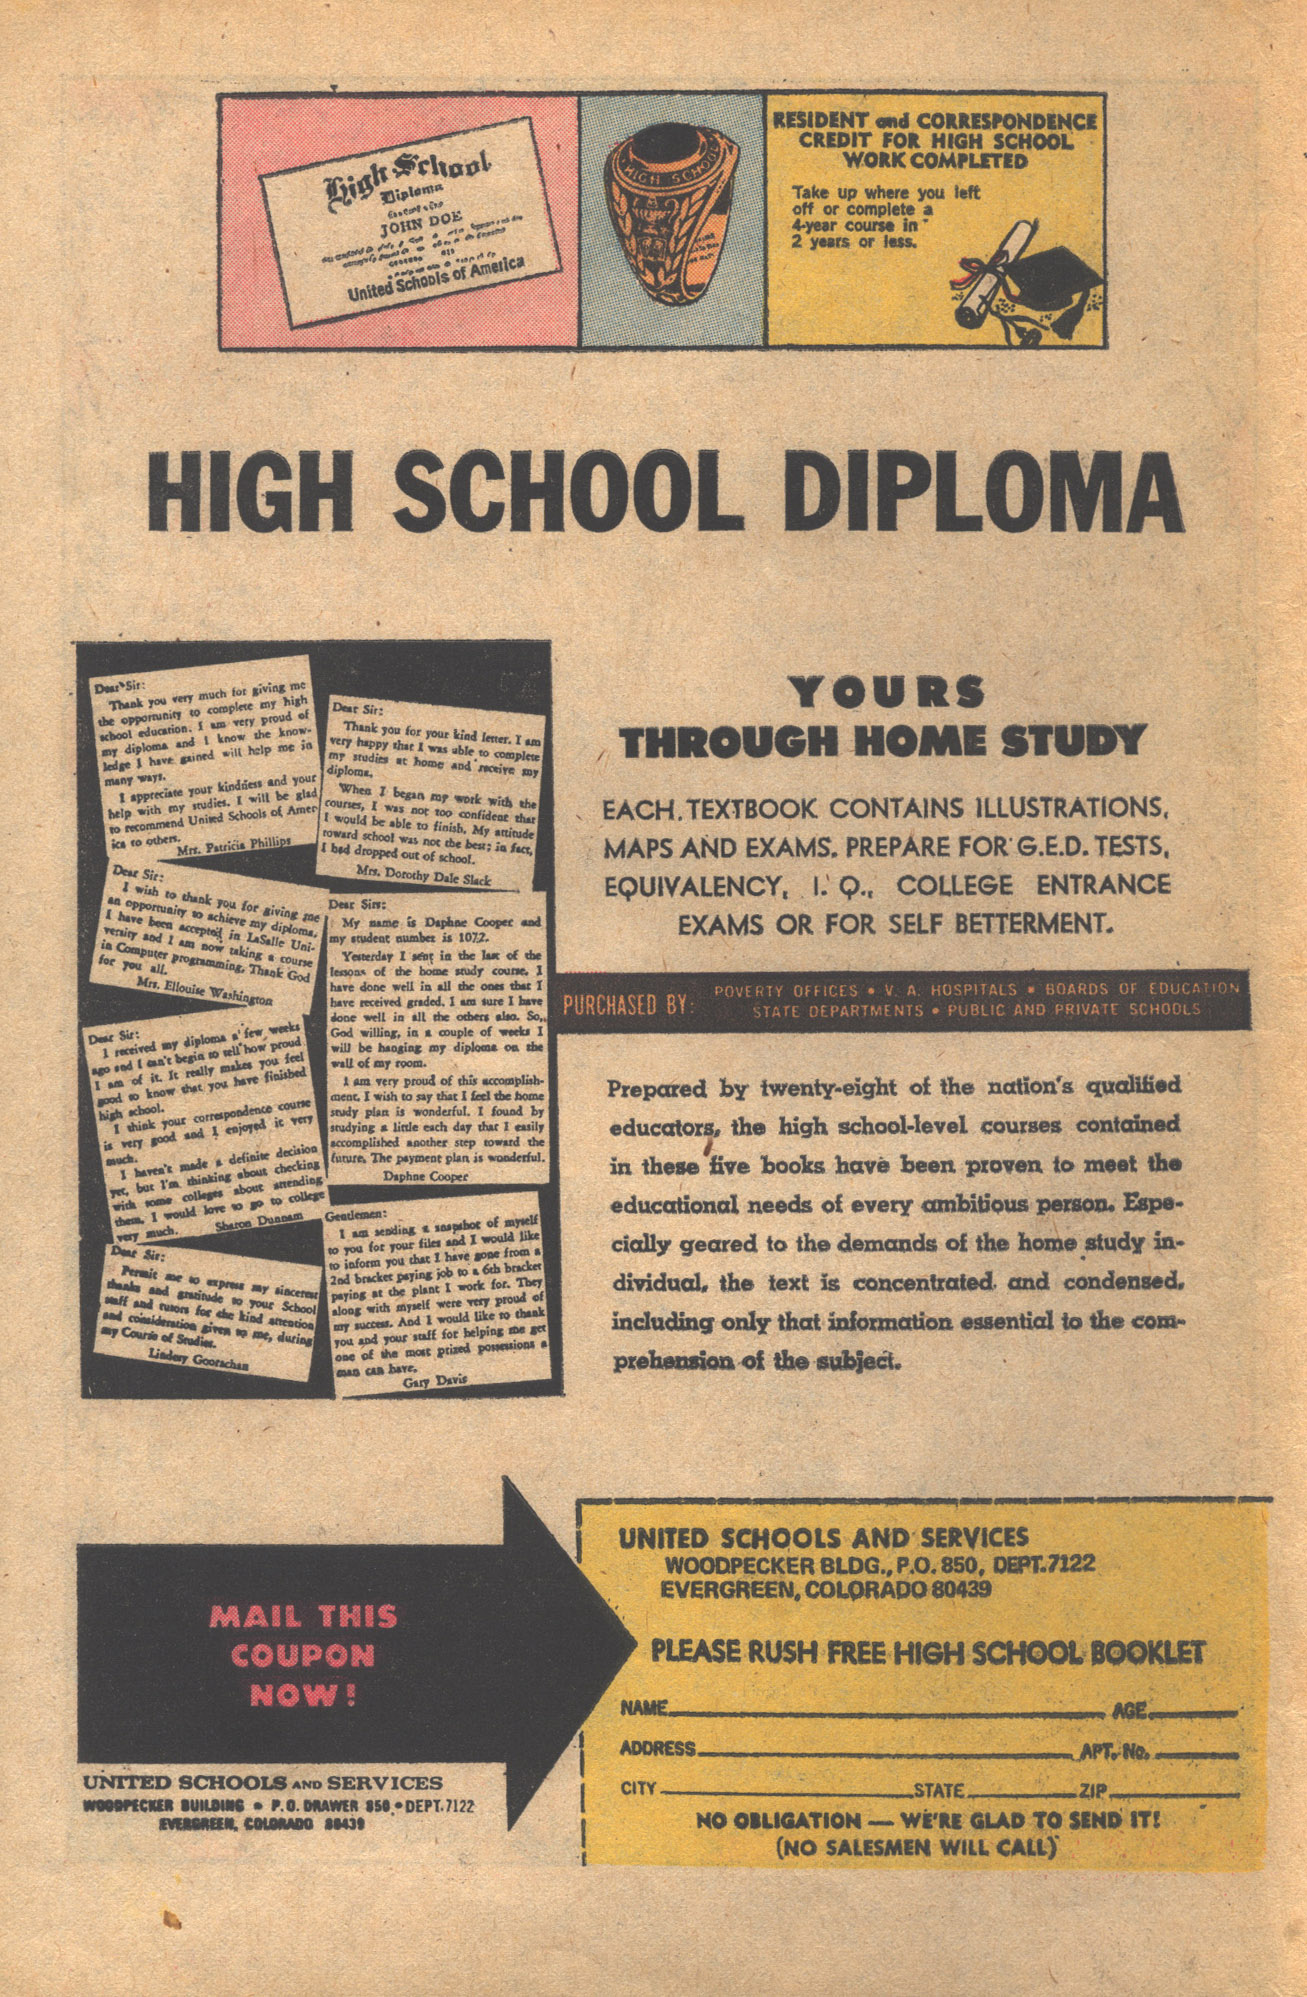 High School
Diploma
JOHN DOE
United Schools of America
HIGH SCHOOL
RESIDENT and CORRESPONDENCE
CREDIT FOR HIGH SCHOOL
WORK COMPLETED
Take up where you left
off or complete a
4-year course in
2 years or less.
HIGH SCHOOL DIPLOMA
Dear Sir:
Thank you very much for giving me
the opportunity to complete my high
school education. I am very proud of
my diploma and I know the know-
ledge I have gained will help me in
many ways.
I appreciate your kindness and your
help with my studies. I will be glad
to recommend United Schools of Amer-
ica to others.
Mrs. Patricia Phillips
Dear Sir:
Thank you for your kind letter. I am
very happy that I was able to complete
my studies at home and receive my
diploma.
When I began my work with the
courses, I was not too confident that
I would be able to finish. My attitude
toward school was not the best; in fact,
I had dropped out of school.
Mrs. Dorothy Dale Slack
Dear Sir:
I wish to thank you for giving me
an opportunity to achieve my diploma.
I have been accepted in LaSalle Uni-
versity and I am now taking a course
in Computer programming. Thank God
for you all.
Mrs. Ellouise Washington
Dear Sirs:
My name is Daphne Cooper and
my student number is 1072.
Yesterday I sent in the last of the
lessons of the home study course. I
have done well in all the ones that I
have received graded. I am sure I have
done well in all the others also. So,
God willing, in a couple of weeks I
will be hanging my diploma on the
wall of my room.
I am very proud of this accomplish-
ment. I wish to say that I feel the home
study plan is wonderful. I found by
studying a little each day that I easily
accomplished another step toward the
future. The payment plan is wonderful.
Daphne Cooper
Dear Sir:
I received my diploma a few weeks
ago and I can't begin to tell how proud
I am of it. It really makes you feel
good to know that you have finished
high school.
I think your correspondence course
is very good and I enjoyed it very
much.
I haven't made a definite decision
yet, but I'm thinking about checking
with some colleges about attending
them. I would love to go to college
very much. Sharon Dunnam
Dear Sir:
Permit me to express my sincerest
thanks and gratitude to your School
staff and tutors for the kind attention
and consideration given to me, during
my Course of Studies.
Lindsey Goorachan
Gentlemen:
I am sending a snapshot of myself
to you for your files and I would like
to inform you that I have gone from a
2nd bracket paying job to a 6th bracket
paying at the plant I work for. They
along with myself were very proud of
my success. And I would like to thank
you and your staff for helping me get
one of the most prized possessions a
man can have.
Gary Davis
YOURS
THROUGH HOME STUDY
EACH TEXTBOOK CONTAINS ILLUSTRATIONS,
MAPS AND EXAMS. PREPARE FOR G.E.D. TESTS,
EQUIVALENCY, I. Q., COLLEGE ENTRANCE
EXAMS OR FOR SELF BETTERMENT.
PURCHASED BY: POVERTY OFFICES • V. A. HOSPITALS • BOARDS OF EDUCATION
STATE DEPARTMENTS • PUBLIC AND PRIVATE SCHOOLS
Prepared by twenty-eight of the nation's qualified
educators, the high school-level courses contained
in these five books have been proven to meet the
educational needs of every ambitious person. Espe-
cially geared to the demands of the home study in-
dividual, the text is concentrated and condensed,
including only that information essential to the com-
prehension of the subject.
MAIL THIS
COUPON
NOW!
UNITED SCHOOLS AND SERVICES
WOODPECKER BUILDING • P.O. DRAWER 850 • DEPT. 7122
EVERGREEN, COLORADO 80439
UNITED SCHOOLS AND SERVICES
WOODPECKER BLDG., P.O. 850, DEPT. 7122
EVERGREEN, COLORADO 80439
PLEASE RUSH FREE HIGH SCHOOL BOOKLET
NAME AGE
ADDRESS APT. No.
CITY STATE ZIP
NO OBLIGATION — WE'RE GLAD TO SEND IT!
(NO SALESMEN WILL CALL)